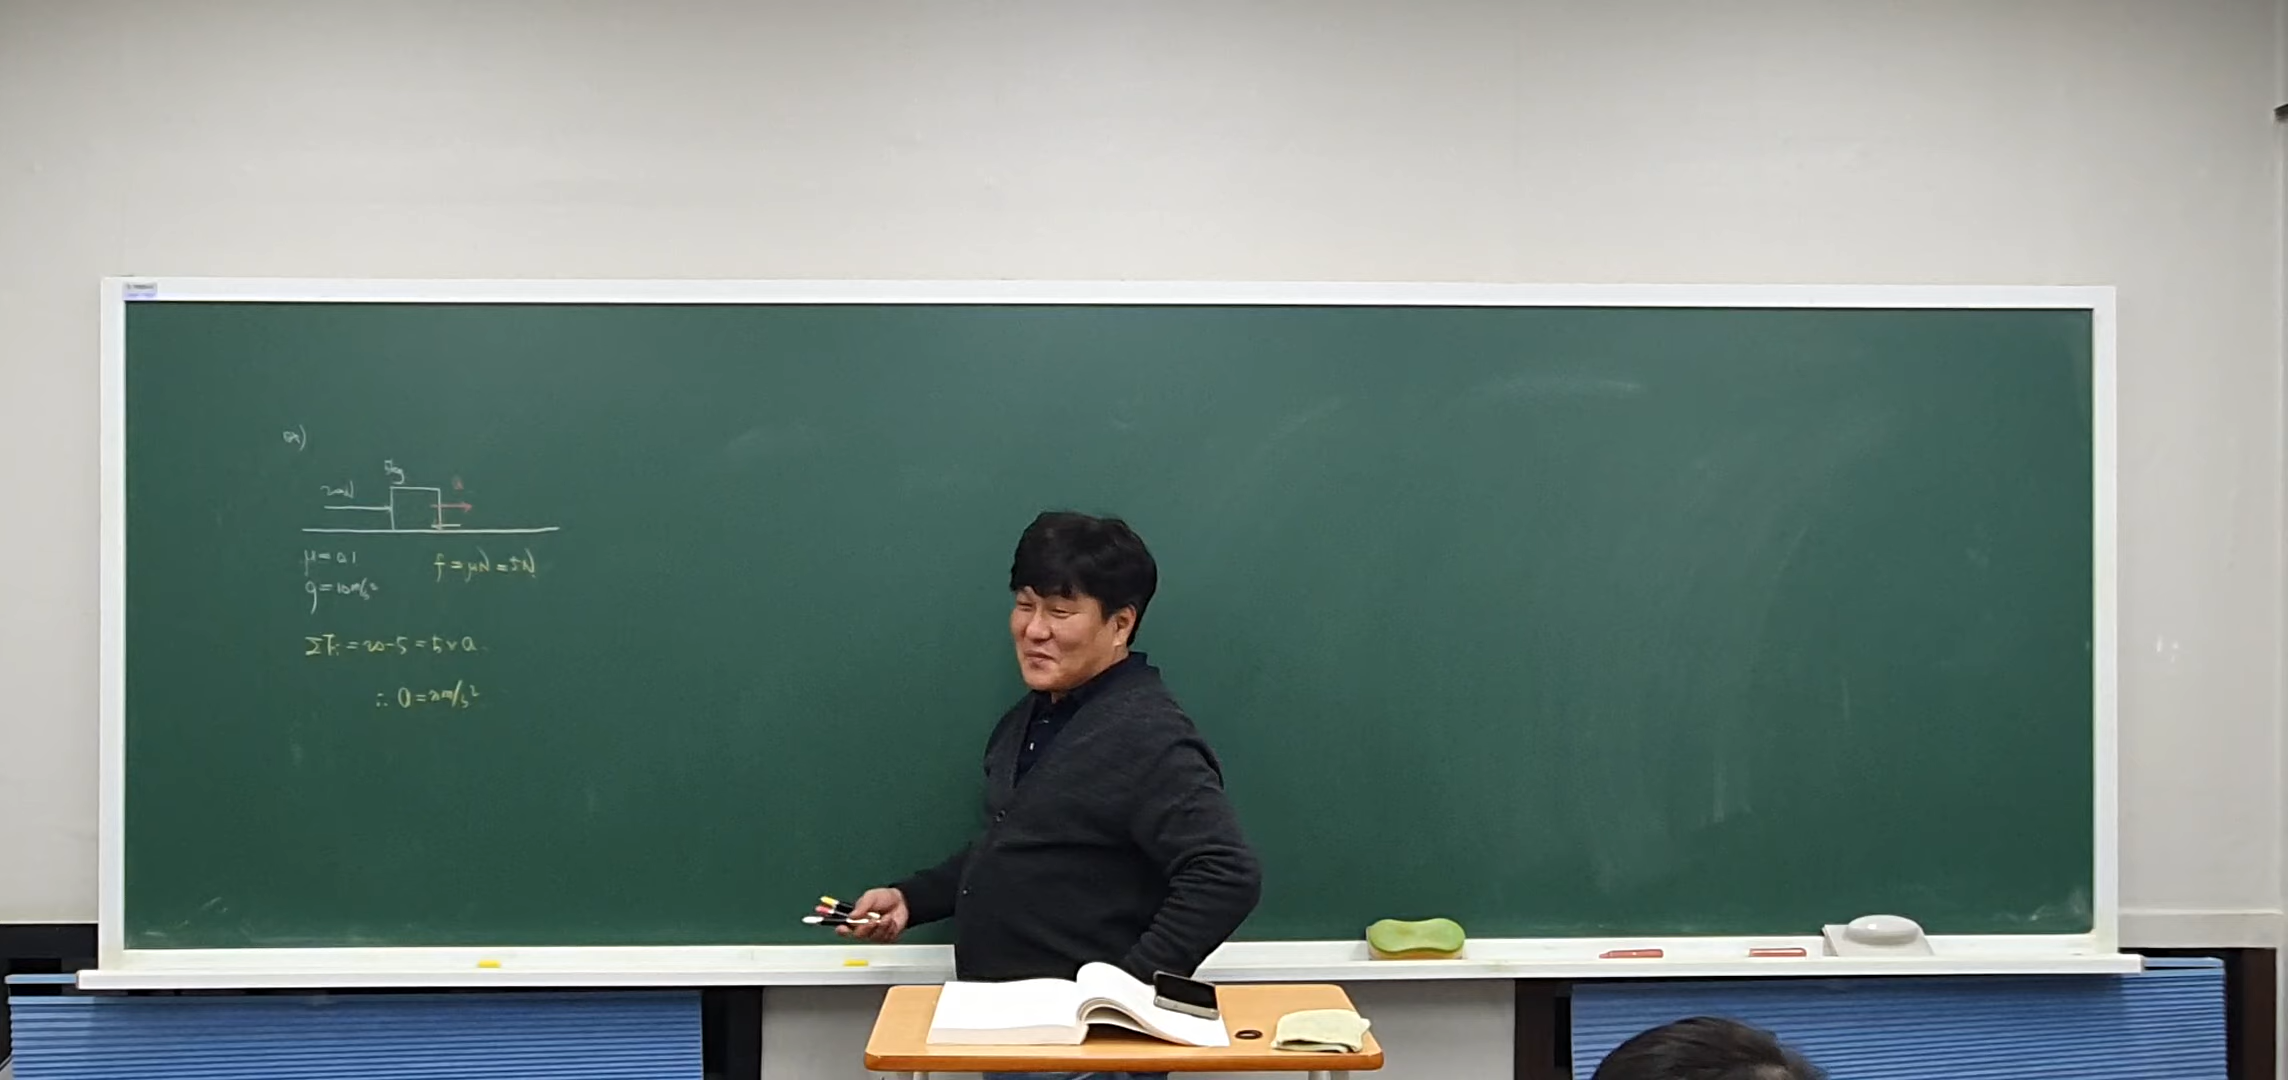 ex)
5kg
20N
a
μ = 0.1
f = μN = 5N
g = 10m/s²
ΣFi = 20-5 = 5×a
∴ a = 3m/s²